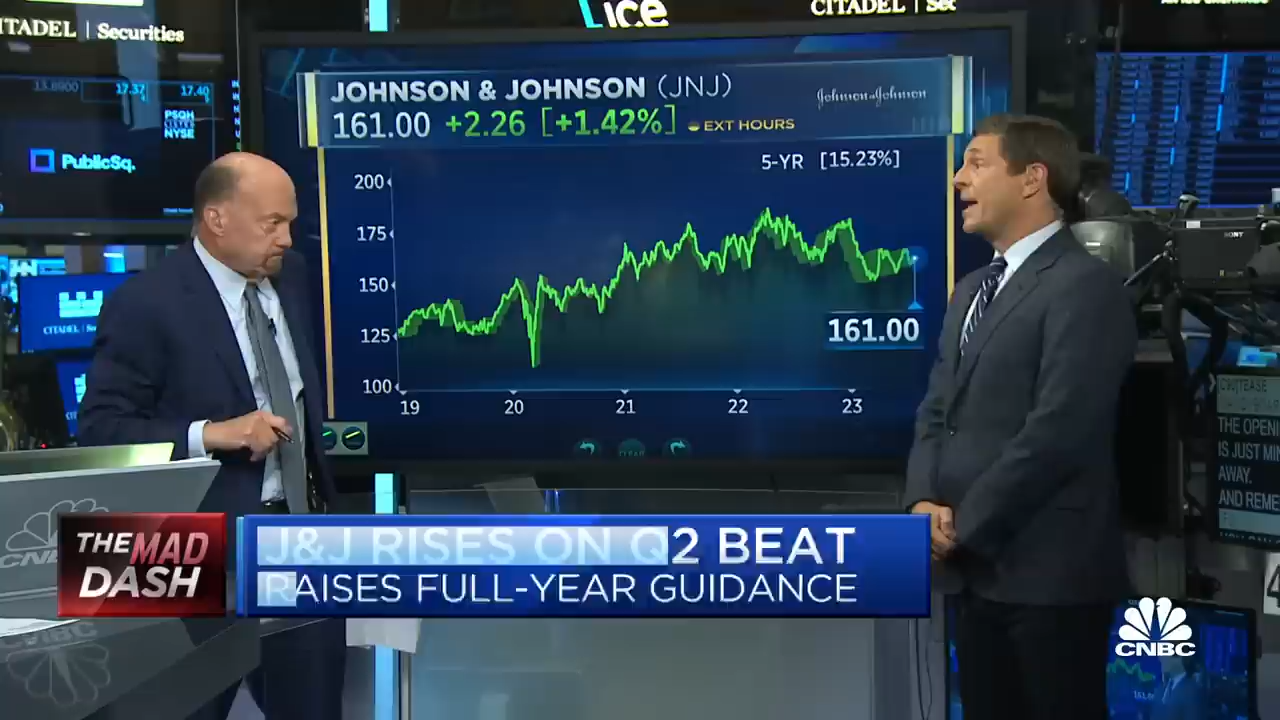 CITADEL | Securities
ice
CITADEL | Sec
17.37
17.40
PSQH
NYSE
PublicSq.
JOHNSON & JOHNSON (JNJ)
161.00 +2.26 [+1.42%] EXT HOURS
Johnson&Johnson
5-YR [15.23%]
200
175
150
125
100
161.00
19 20 21 22 23
CLEAR
SONY
CITADEL | Se
THE OPENI
IS JUST MI
AWAY.
AND REME
THE MAD
DASH
J&J RISES ON Q2 BEAT
RAISES FULL-YEAR GUIDANCE
CNBC